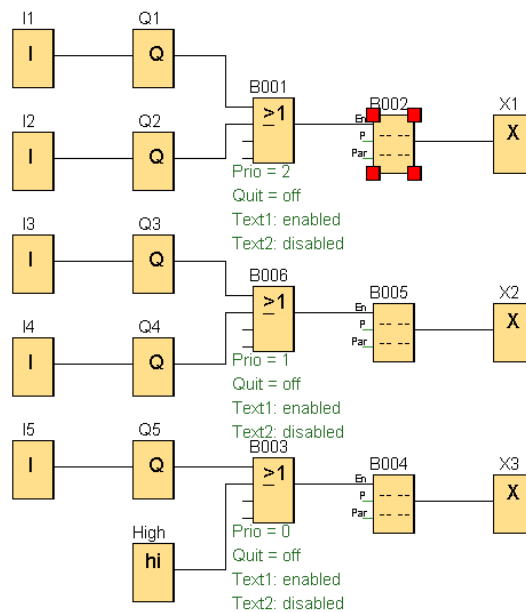 I1 Q1
I Q
B001
B002 X1
≥1 En -- -- X
I2 Q2 P
I Q Par -- --
Prio = 2
Quit = off
Text1: enabled
Text2: disabled
I3 Q3
I Q
B006
B005 X2
≥1 En -- -- X
I4 Q4 P
I Q Par -- --
Prio = 1
Quit = off
Text1: enabled
Text2: disabled
I5 Q5
I Q
B003
B004 X3
≥1 En -- -- X
P
Par -- --
High
hi
Prio = 0
Quit = off
Text1: enabled
Text2: disabled